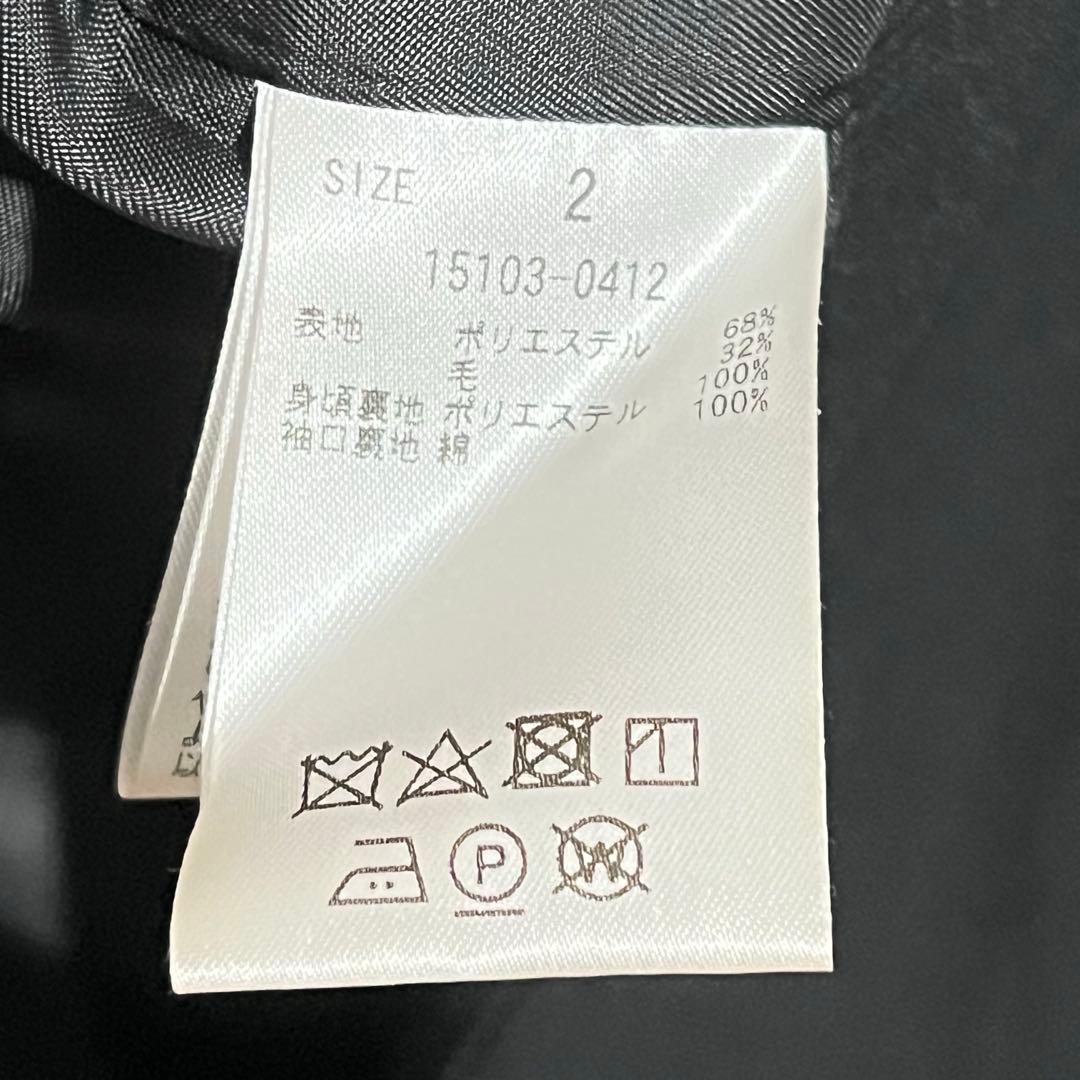 SIZE 2
15103-0412
表地 ポリエステル 68%
毛 32%
身頃裏地 ポリエステル 100%
袖口裏地 綿 100%
P
W
以